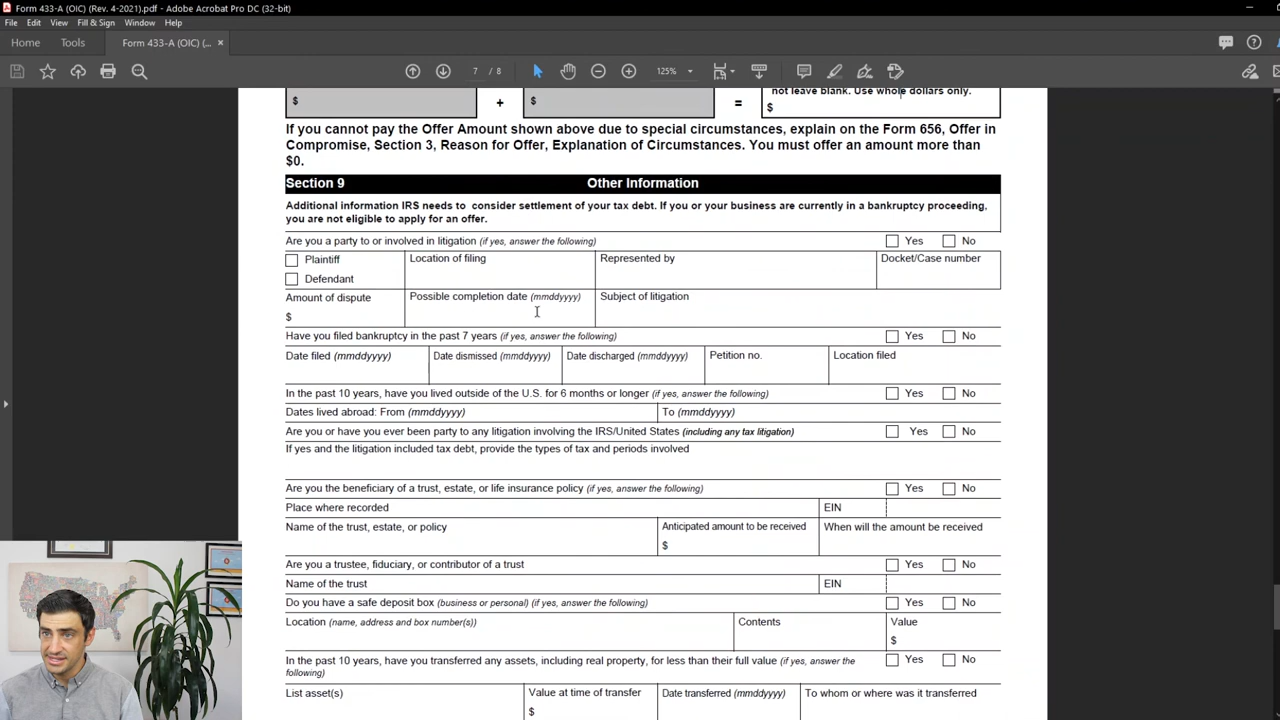 Form 433-A (OIC) (Rev. 4-2021).pdf - Adobe Acrobat Pro DC (32-bit)
File Edit View Fill & Sign Window Help
Home Tools Form 433-A (OIC) (... ×
7 / 8 125%
not leave blank. Use whole dollars only.
$ + $ = $
If you cannot pay the Offer Amount shown above due to special circumstances, explain on the Form 656, Offer in
Compromise, Section 3, Reason for Offer, Explanation of Circumstances. You must offer an amount more than
$0.
Section 9 Other Information
Additional information IRS needs to consider settlement of your tax debt. If you or your business are currently in a bankruptcy proceeding,
you are not eligible to apply for an offer.
Are you a party to or involved in litigation (if yes, answer the following) Yes No
Plaintiff Location of filing Represented by Docket/Case number
Defendant
Amount of dispute Possible completion date (mmddyyyy) Subject of litigation
$
Have you filed bankruptcy in the past 7 years (if yes, answer the following) Yes No
Date filed (mmddyyyy) Date dismissed (mmddyyyy) Date discharged (mmddyyyy) Petition no. Location filed
In the past 10 years, have you lived outside of the U.S. for 6 months or longer (if yes, answer the following) Yes No
Dates lived abroad: From (mmddyyyy) To (mmddyyyy)
Are you or have you ever been party to any litigation involving the IRS/United States (including any tax litigation) Yes No
If yes and the litigation included tax debt, provide the types of tax and periods involved
Are you the beneficiary of a trust, estate, or life insurance policy (if yes, answer the following) Yes No
Place where recorded EIN
Name of the trust, estate, or policy Anticipated amount to be received When will the amount be received
$
Are you a trustee, fiduciary, or contributor of a trust Yes No
Name of the trust EIN
Do you have a safe deposit box (business or personal) (if yes, answer the following) Yes No
Location (name, address and box number(s)) Contents Value
$
In the past 10 years, have you transferred any assets, including real property, for less than their full value (if yes, answer the Yes No
following)
List asset(s) Value at time of transfer Date transferred (mmddyyyy) To whom or where was it transferred
$